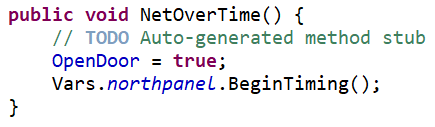 public void NetOverTime() {
    // TODO Auto-generated method stub
    OpenDoor = true;
    Vars.northpanel.BeginTiming();
}